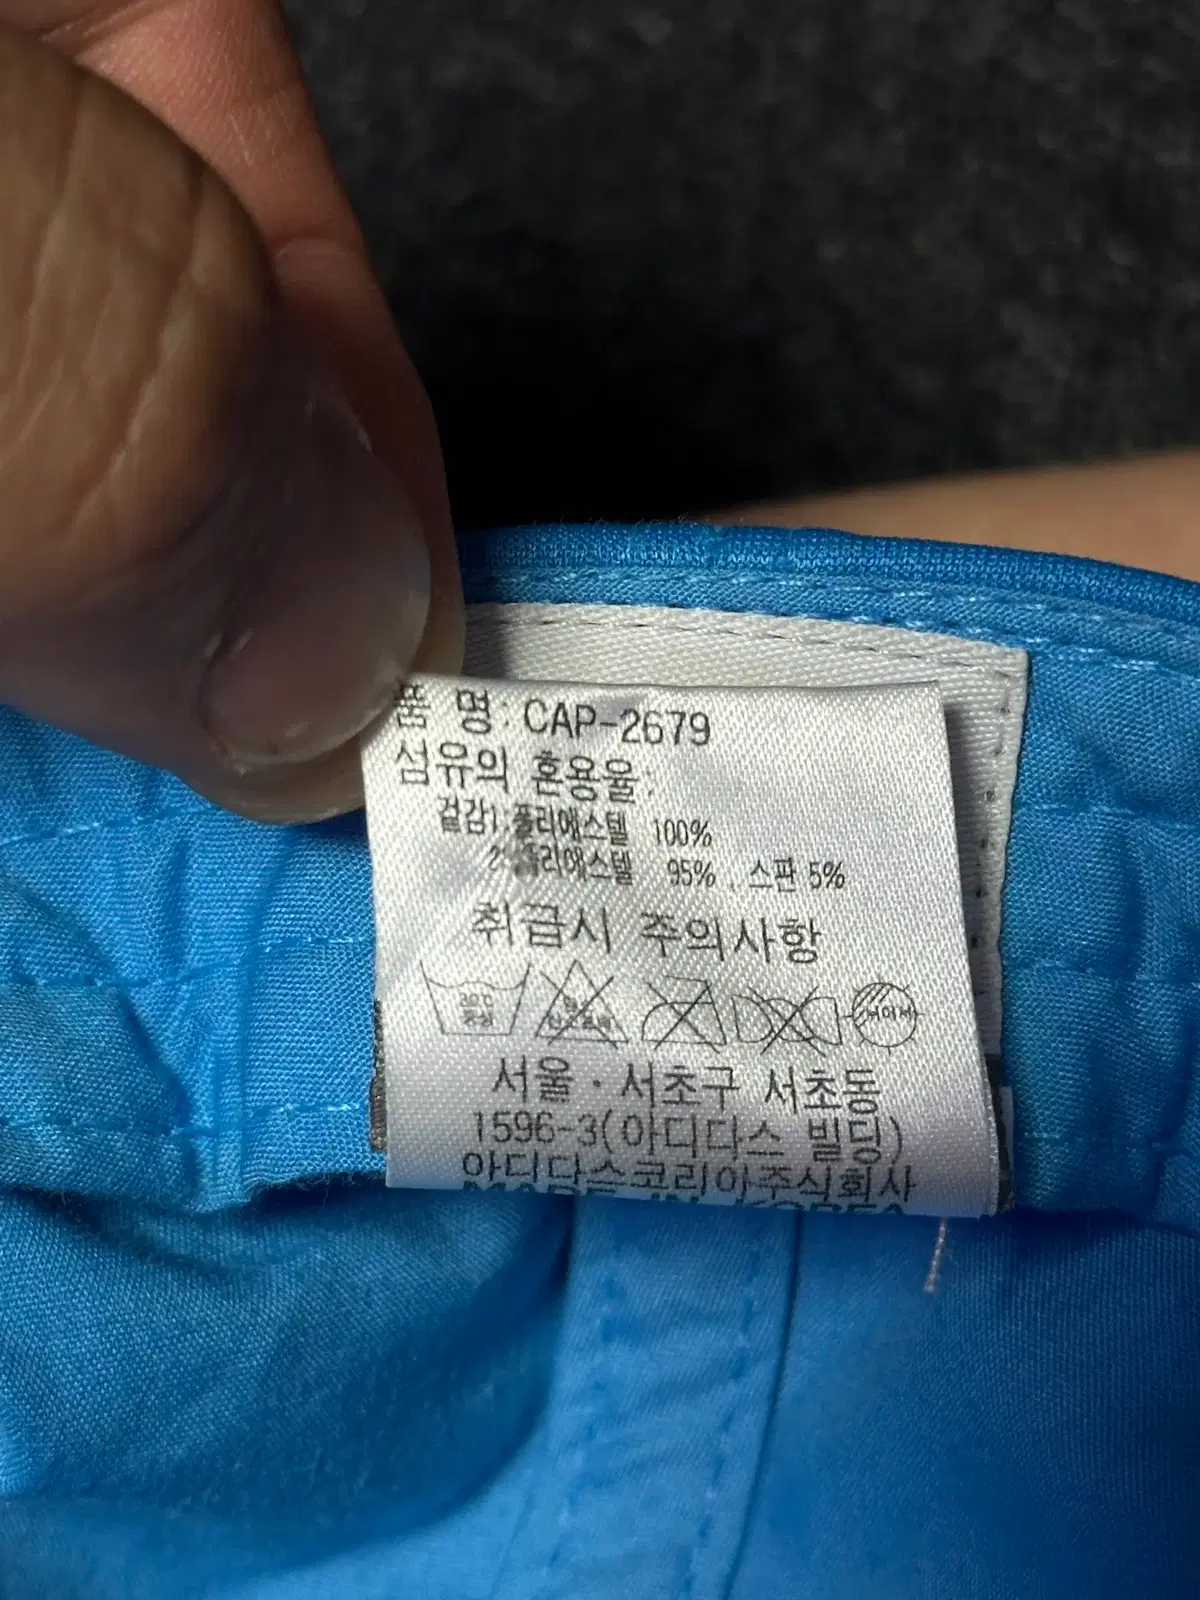 품 명: CAP-2679
섬유의 혼용율:
겉감1: 폴리에스텔 100%
2: 폴리에스텔 95% , 스판 5%
취급시 주의사항
30℃
서울·서초구 서초동
1596-3(아디다스 빌딩)
아디다스코리아주식회사
MADE IN KOREA